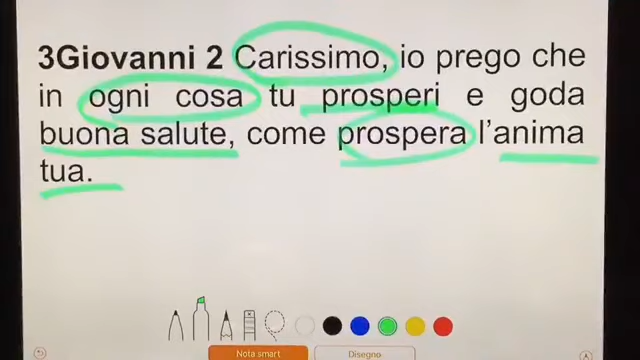 3Giovanni 2 Carissimo, io prego che
in ogni cosa tu prosperi e goda
buona salute, come prospera l'anima
tua.
Nota smart
Disegno